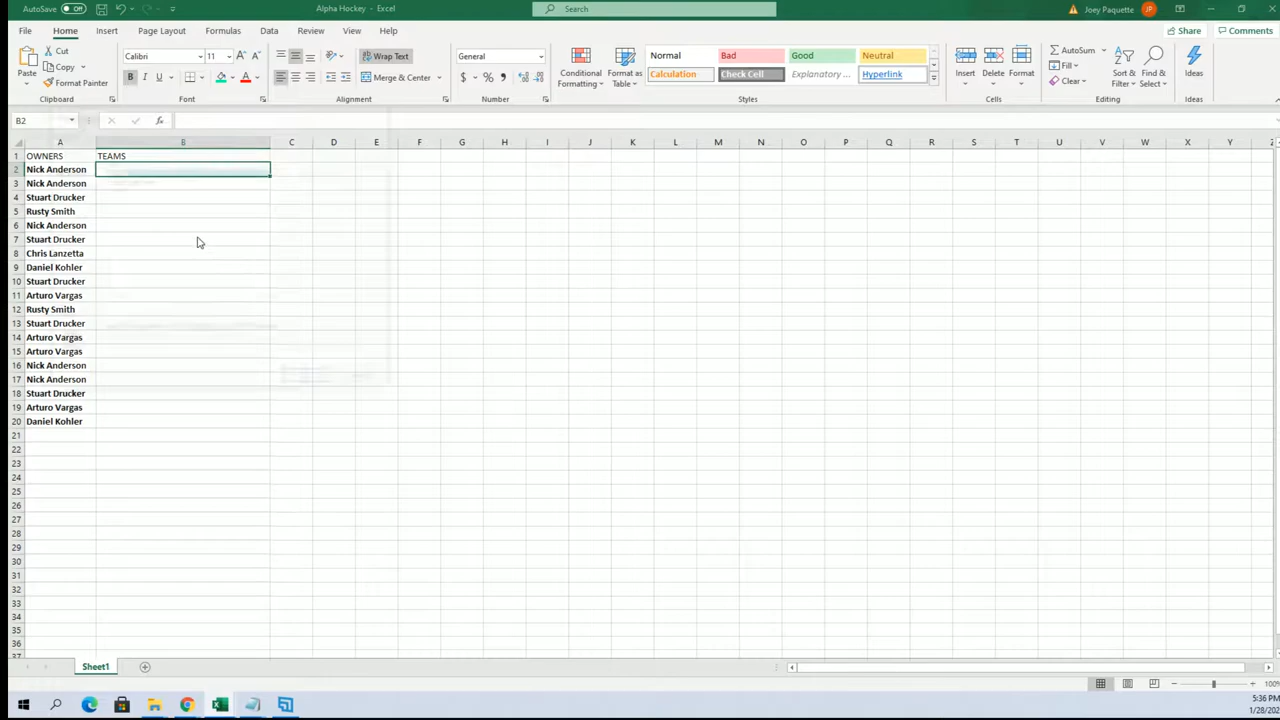 AutoSave Off
Alpha Hockey - Excel
Search
Joey Paquette JP
File Home Insert Page Layout Formulas Data Review View Help
Share Comments
Paste
Cut
Copy
Format Painter
Clipboard
Calibri 11
B I U
Font
Wrap Text
Merge & Center
Alignment
General
$ % 9
Number
Conditional Formatting
Format as Table
Normal Bad Good Neutral
Calculation Check Cell Explanatory ... Hyperlink
Styles
Insert Delete Format
Cells
AutoSum
Fill
Clear
Sort & Filter
Find & Select
Editing
Ideas
Ideas
B2 fx
A B C D E F G H I J K L M N O P Q R S T U V W X Y Z
1 OWNERS TEAMS
2 Nick Anderson
3 Nick Anderson
4 Stuart Drucker
5 Rusty Smith
6 Nick Anderson
7 Stuart Drucker
8 Chris Lanzetta
9 Daniel Kohler
10 Stuart Drucker
11 Arturo Vargas
12 Rusty Smith
13 Stuart Drucker
14 Arturo Vargas
15 Arturo Vargas
16 Nick Anderson
17 Nick Anderson
18 Stuart Drucker
19 Arturo Vargas
20 Daniel Kohler
21
22
23
24
25
26
27
28
29
30
31
32
33
34
35
36
37
Sheet1
100%
5:36 PM
1/28/202